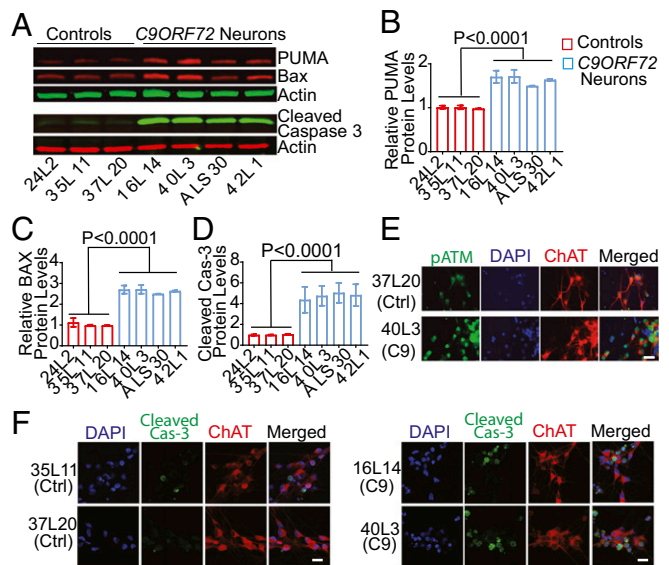 A
Controls
C9ORF72 Neurons
PUMA
Bax
Actin
Cleaved
Caspase 3
Actin
24L2
35L11
37L20
16L14
40L3
ALS30
42L1
B
P<0.0001
Relative PUMA
Protein Levels
2
1
0
24L2
35L11
37L20
16L14
40L3
ALS30
42L1
Controls
C9ORF72
Neurons
C
P<0.0001
Relative BAX
Protein Levels
4
3
2
1
0
24L2
35L11
37L20
16L14
40L3
ALS30
42L1
D
P<0.0001
Cleaved Cas-3
Protein Levels
8
6
4
2
0
24L2
35L11
37L20
16L14
40L3
ALS30
42L1
E
pATM DAPI ChAT Merged
37L20
(Ctrl)
40L3
(C9)
F
DAPI Cleaved Cas-3 ChAT Merged
35L11
(Ctrl)
37L20
(Ctrl)
DAPI Cleaved Cas-3 ChAT Merged
16L14
(C9)
40L3
(C9)